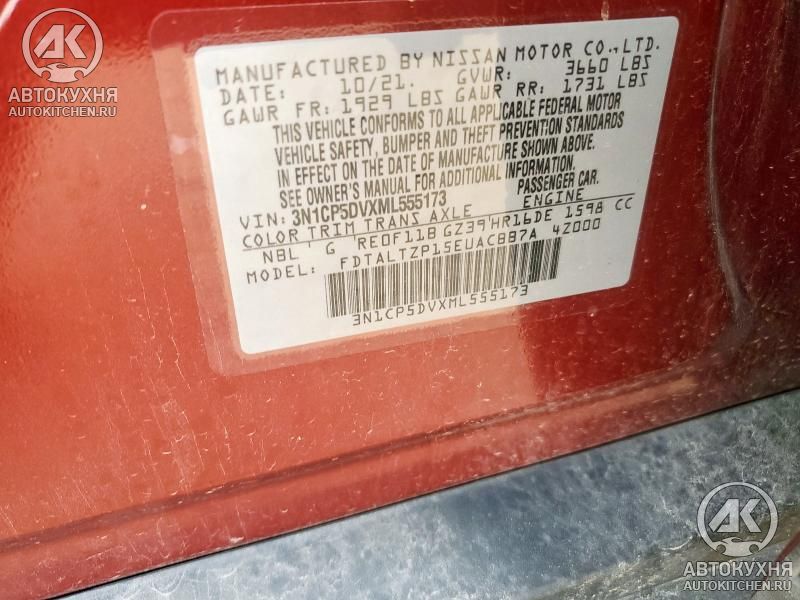 AK
АВТОКУХНЯ
AUTOKITCHEN.RU
MANUFACTURED BY NISSAN MOTOR CO.,LTD.
DATE: 10/21. GVWR: 3660 LBS
GAWR FR: 1929 LBS GAWR RR: 1731 LBS
THIS VEHICLE CONFORMS TO ALL APPLICABLE FEDERAL MOTOR
VEHICLE SAFETY, BUMPER AND THEFT PREVENTION STANDARDS
IN EFFECT ON THE DATE OF MANUFACTURE SHOWN ABOVE.
SEE OWNER'S MANUAL FOR ADDITIONAL INFORMATION.
VIN: 3N1CP5DVXML555173 PASSENGER CAR.
COLOR TRIM TRANS AXLE ENGINE
NBL ' G 'RE0F11B GZ39'HR16DE 1598 CC
MODEL: FDTALTZP15EUACBB7A 4Z000
3N1CP5DVXML555173
AK
АВТОКУХНЯ
AUTOKITCHEN.RU